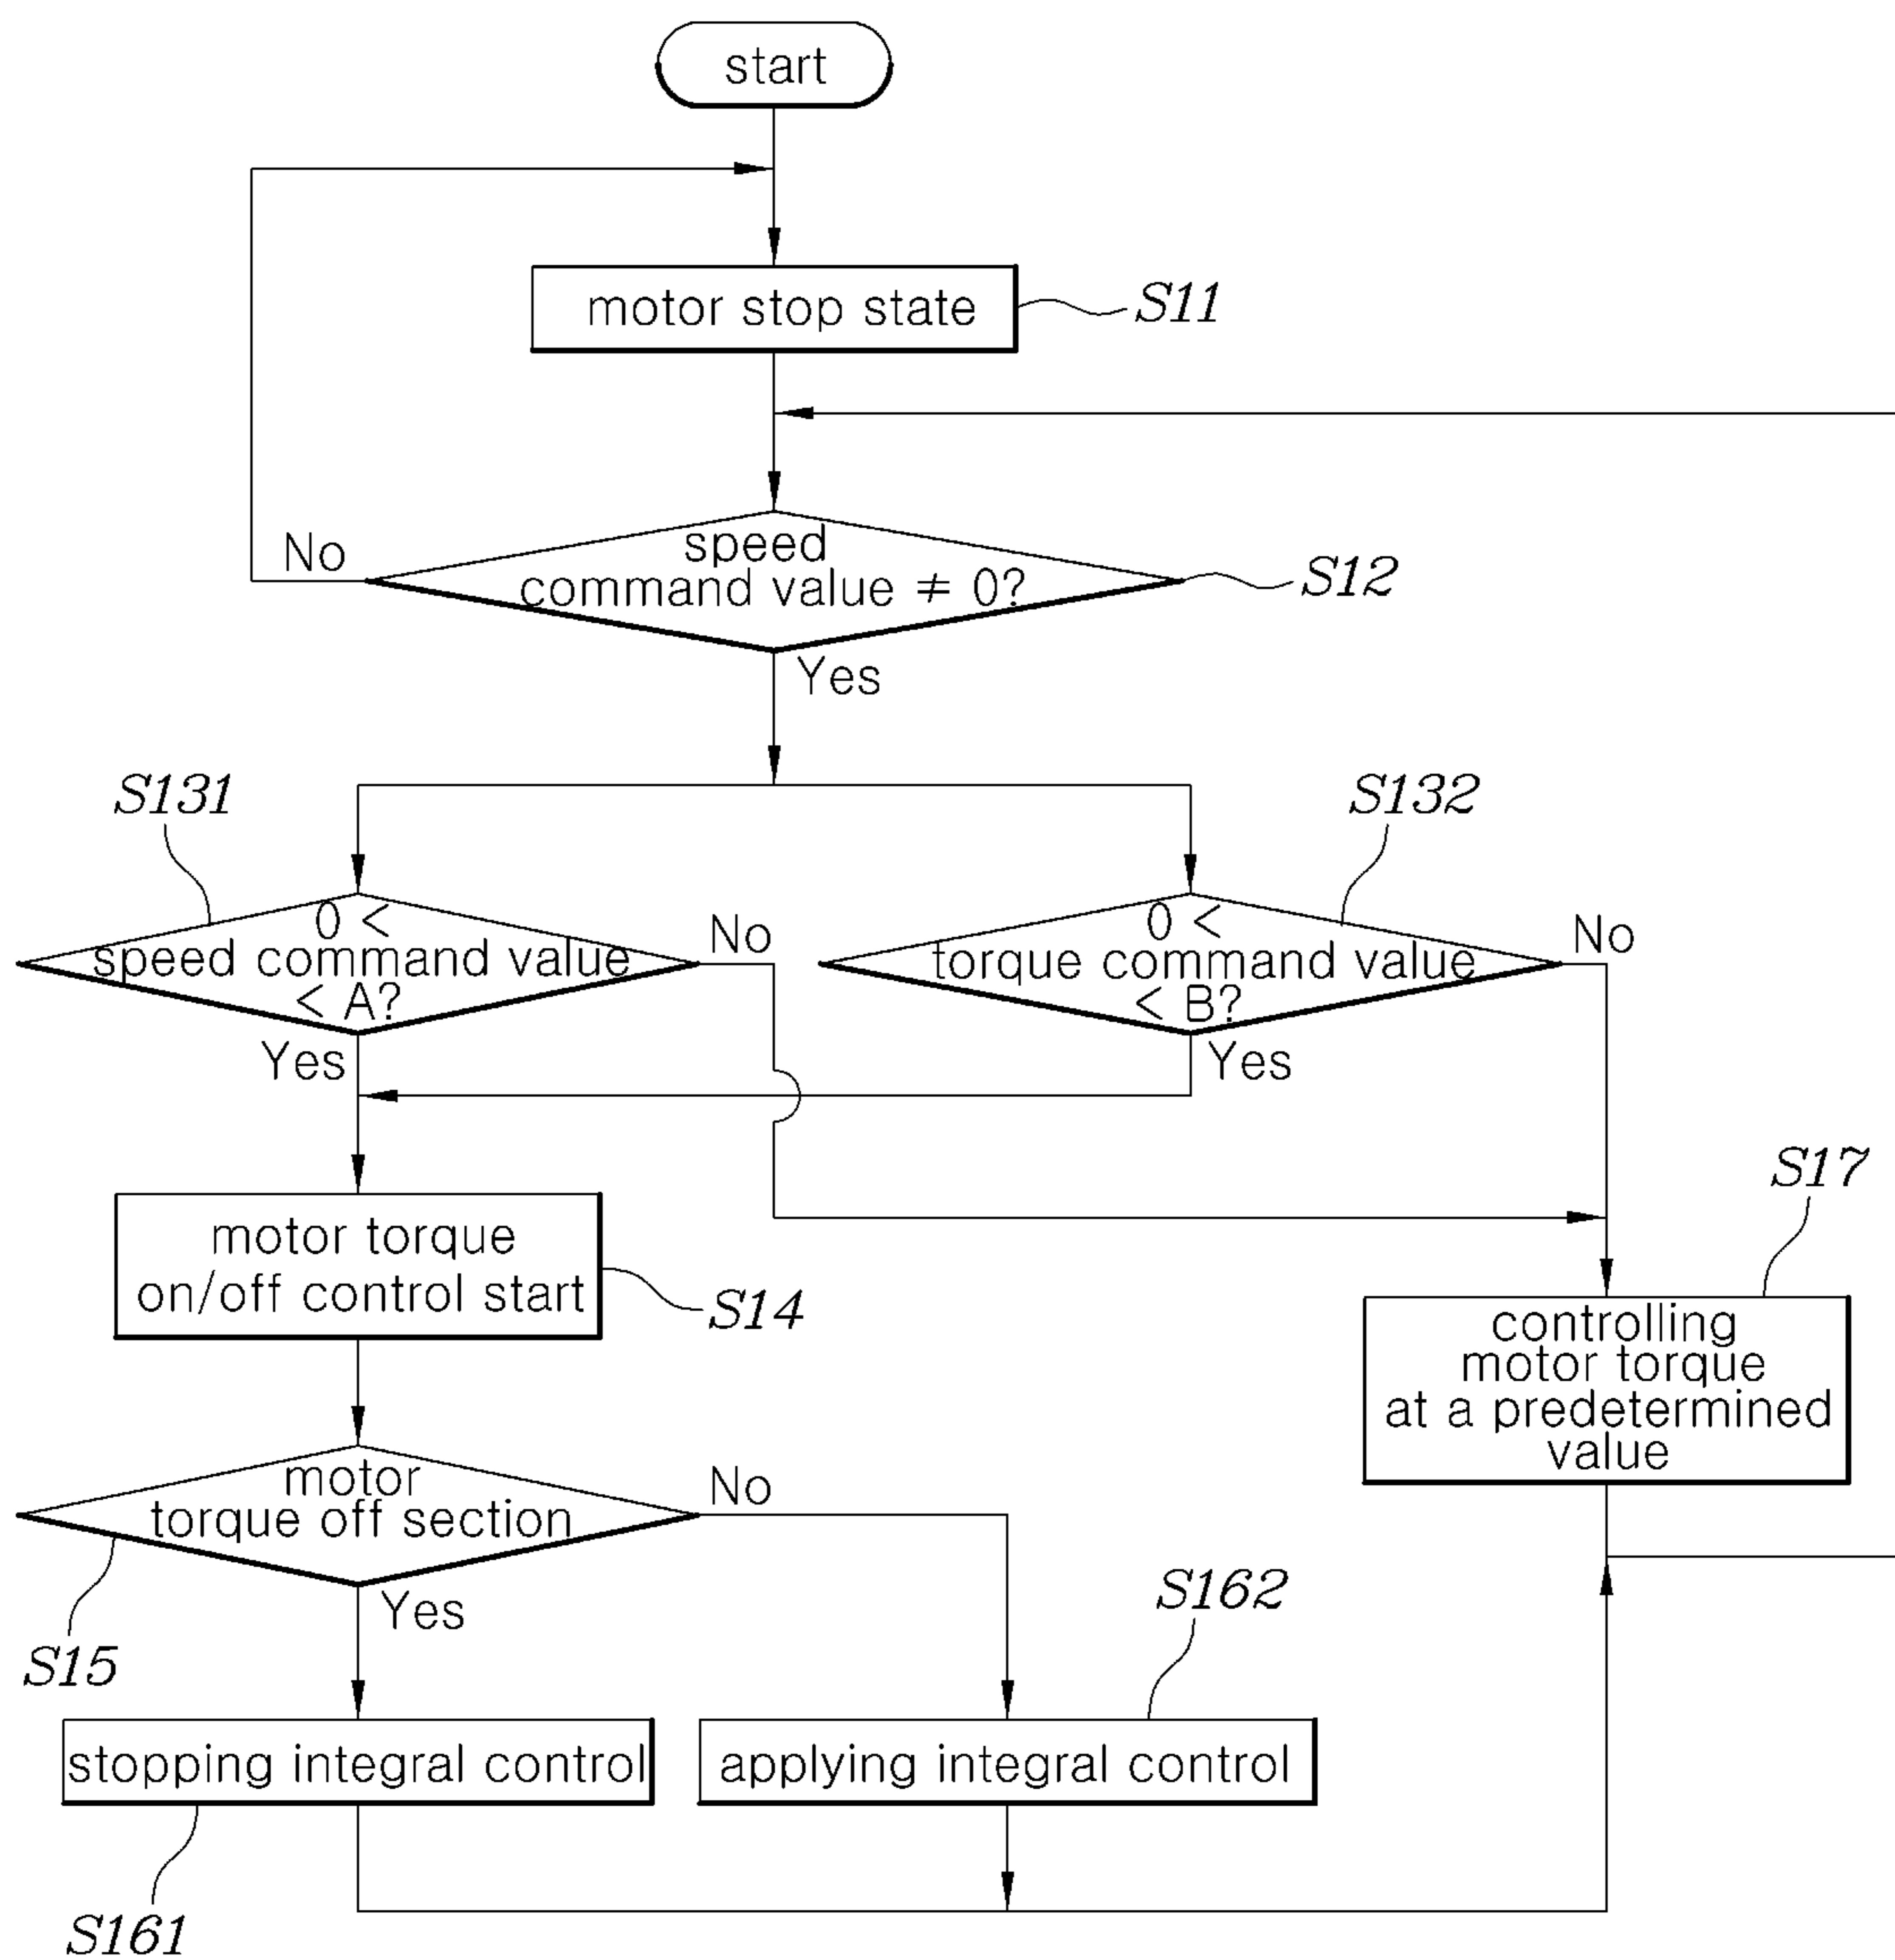 start
motor stop state
S11
speed
command value ≠ 0?
S12
No
Yes
S131
S132
0 <
speed command value
< A?
No
Yes
0 <
torque command value
< B?
No
Yes
motor torque
on/off control start
S14
S17
controlling
motor torque
at a predetermined
value
motor
torque off section
No
Yes
S15
S162
stopping integral control
applying integral control
S161